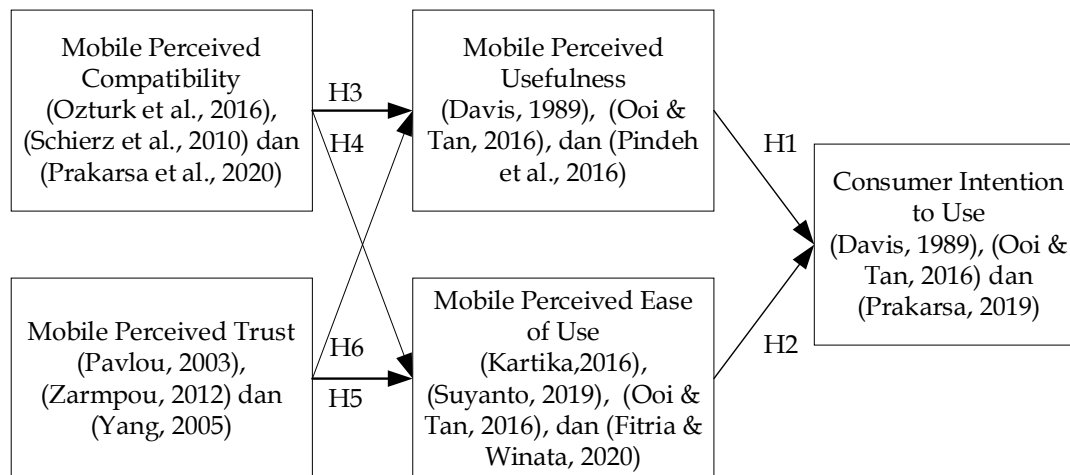 Mobile Perceived
Compatibility
(Ozturk et al., 2016),
(Schierz et al., 2010) dan
(Prakarsa et al., 2020)
H3
H4
Mobile Perceived
Usefulness
(Davis, 1989), (Ooi &
Tan, 2016), dan (Pindeh
et al., 2016)
H1
Consumer Intention
to Use
(Davis, 1989), (Ooi &
Tan, 2016) dan
(Prakarsa, 2019)
Mobile Perceived Trust
(Pavlou, 2003),
(Zarmpou, 2012) dan
(Yang, 2005)
H6
H5
Mobile Perceived Ease
of Use
(Kartika,2016),
(Suyanto, 2019), (Ooi &
Tan, 2016), dan (Fitria &
Winata, 2020)
H2